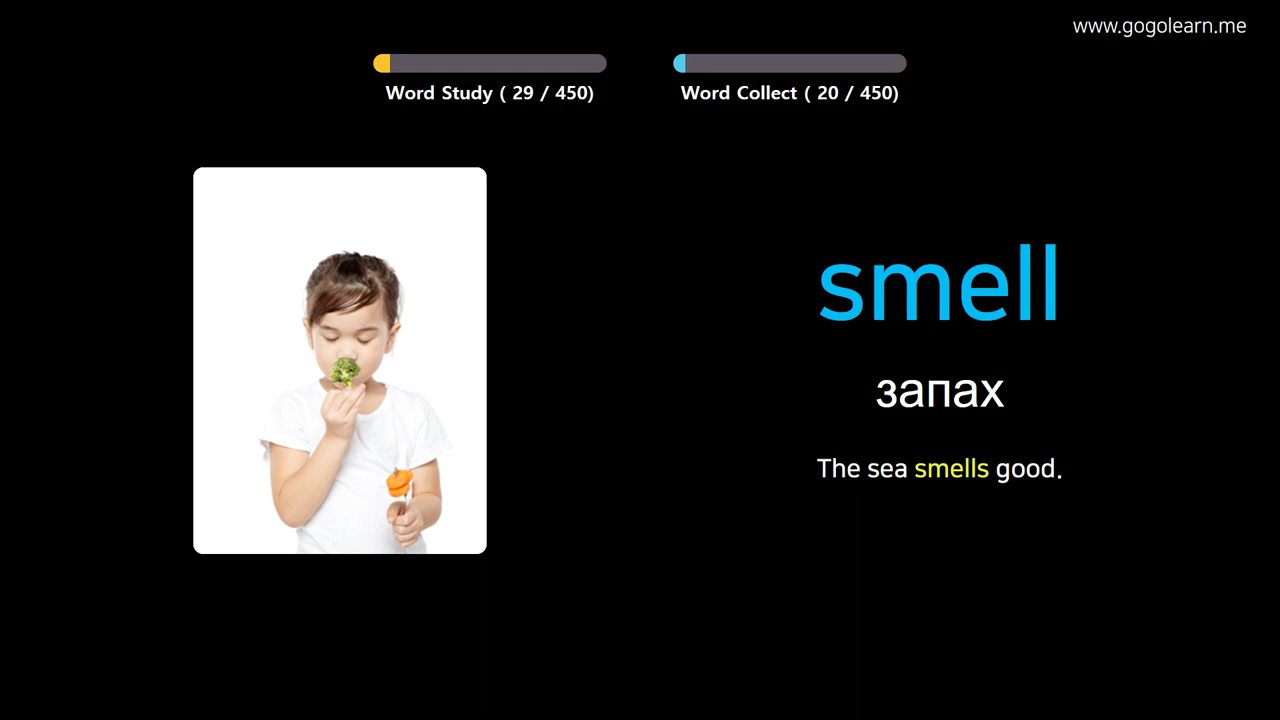 www.gogolearn.me
Word Study ( 29 / 450)
Word Collect ( 20 / 450)
smell
запах
The sea smells good.